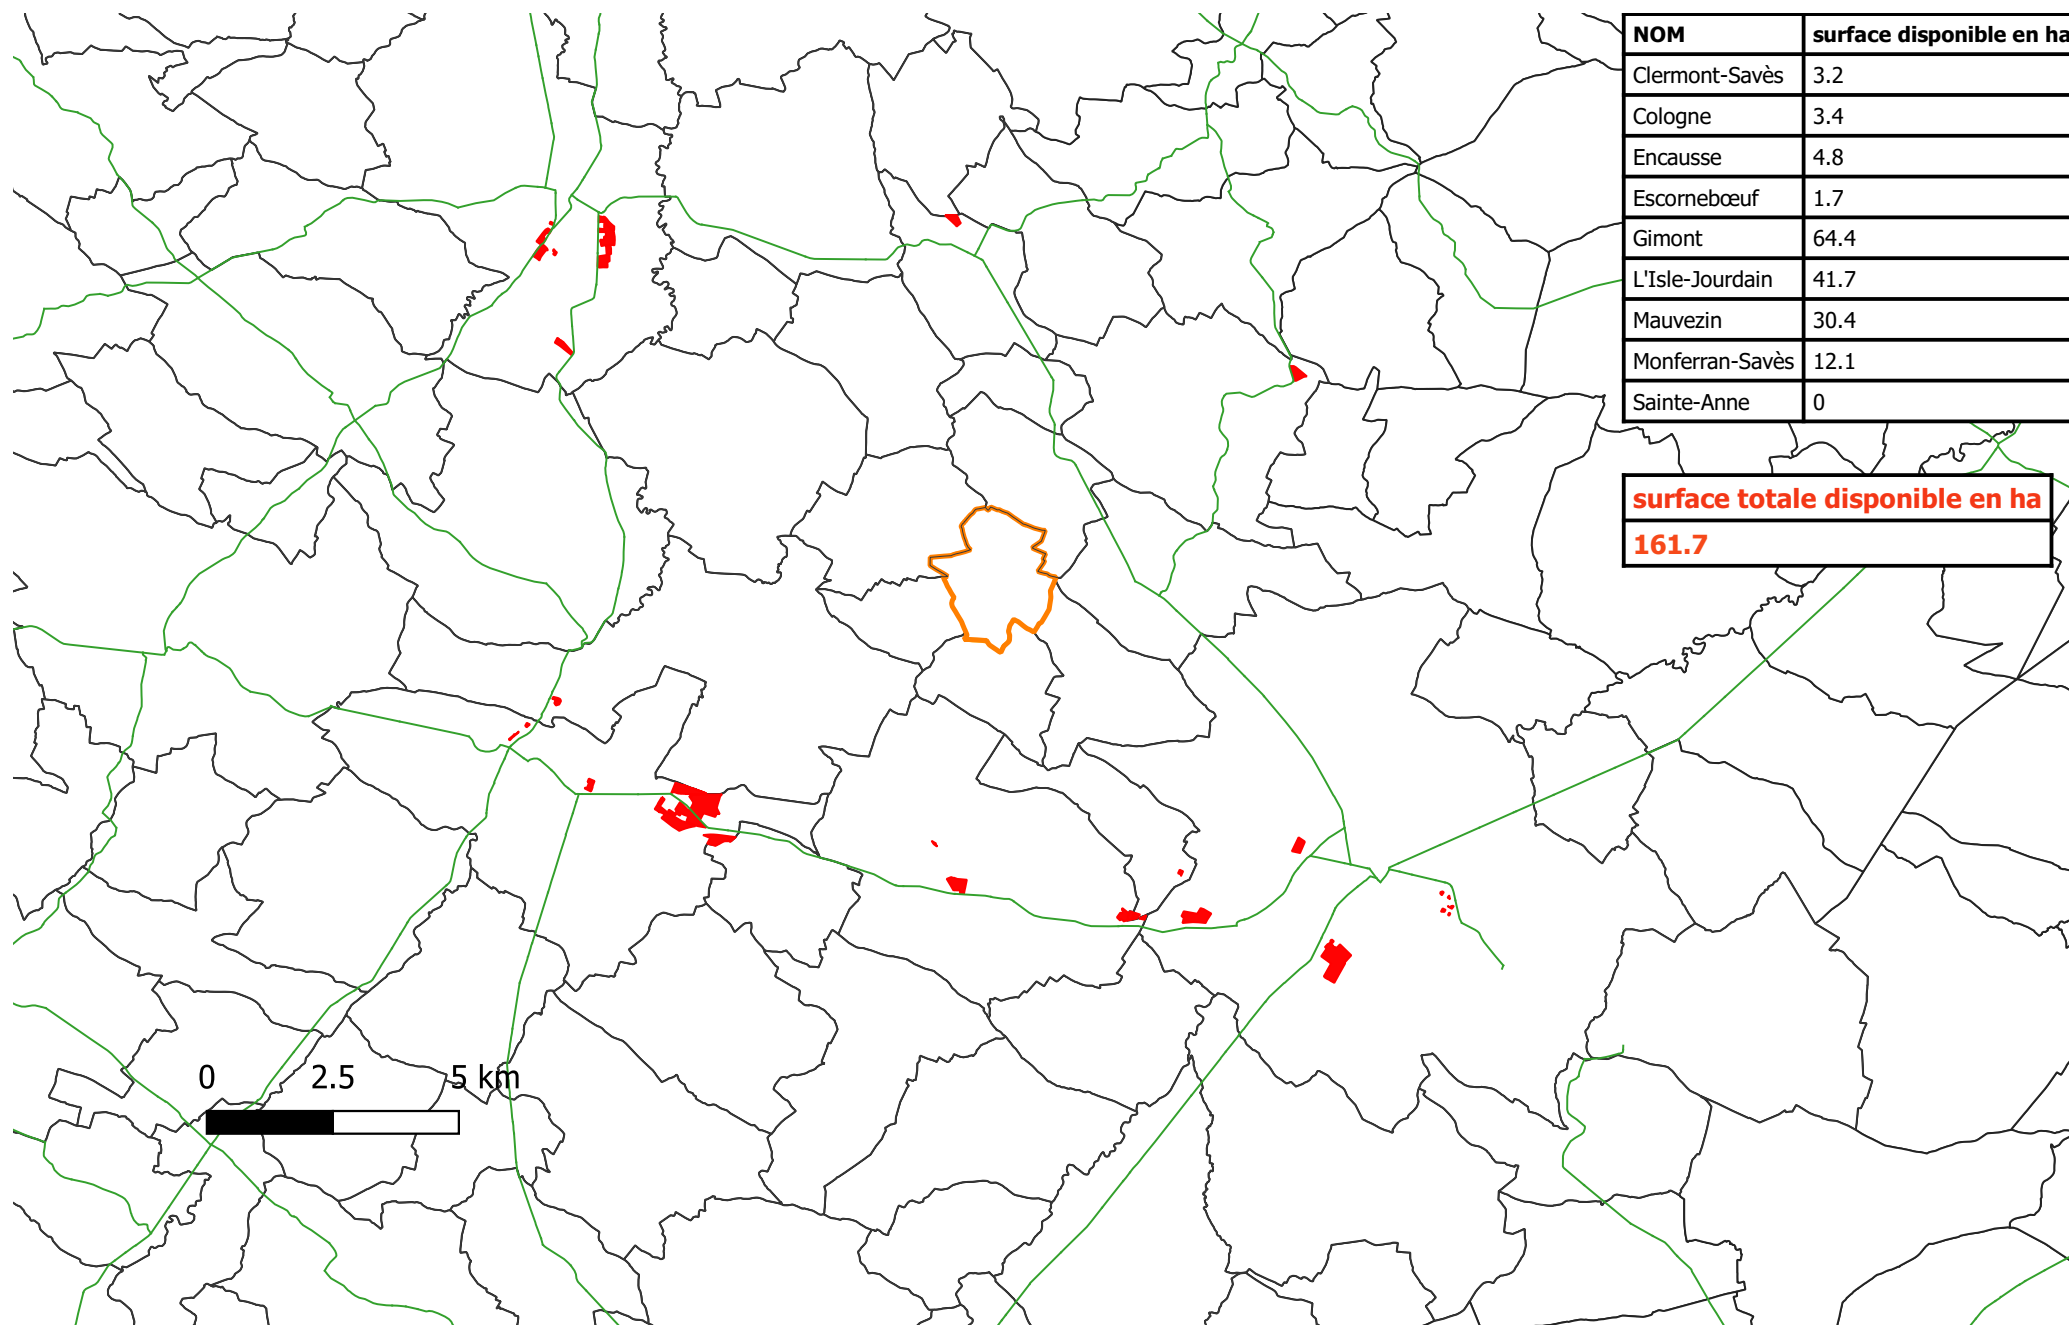 NOM surface disponible en ha
Clermont-Savès 3.2
Cologne 3.4
Encausse 4.8
Escornebœuf 1.7
Gimont 64.4
L'Isle-Jourdain 41.7
Mauvezin 30.4
Monferran-Savès 12.1
Sainte-Anne 0
surface totale disponible en ha
161.7
0 2.5 5 km